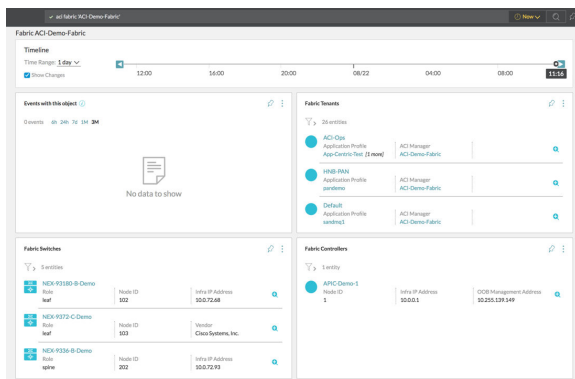 aci fabric 'ACI-Demo-Fabric'
Now
Fabric ACI-Demo-Fabric
Timeline
Time Range: 1 day
Show Changes
12:00 16:00 20:00 08/22 04:00 08:00 11:16
Events with this object
0 events 6h 24h 7d 1M 3M
No data to show
Fabric Tenants
26 entities
ACI-Ops
Application Profile ACI Manager
App-Centric-Test [1 more] ACI-Demo-Fabric
HNB-PAN
Application Profile ACI Manager
pandemo ACI-Demo-Fabric
Default
Application Profile ACI Manager
sandmq1 ACI-Demo-Fabric
Fabric Switches
5 entities
NEX-93180-B-Demo
Role Node ID Infra IP Address
leaf 102 10.0.72.68
NEX-9372-C-Demo
Role Node ID Vendor
leaf 103 Cisco Systems, Inc.
NEX-9336-B-Demo
Role Node ID Infra IP Address
spine 202 10.0.72.93
Fabric Controllers
1 entity
APIC-Demo-1
Node ID Infra IP Address OOB Management Address
1 10.0.0.1 10.255.139.149